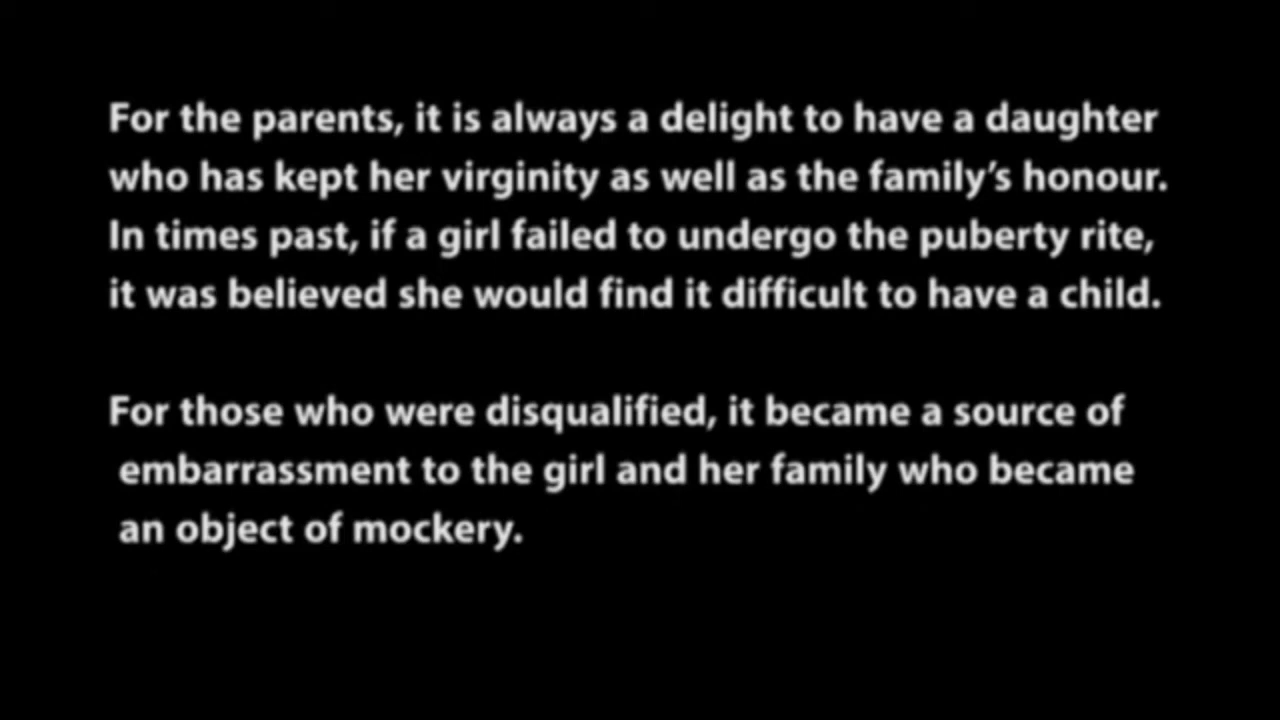 For the parents, it is always a delight to have a daughter
who has kept her virginity as well as the family’s honour.
In times past, if a girl failed to undergo the puberty rite,
it was believed she would find it difficult to have a child.
For those who were disqualified, it became a source of
embarrassment to the girl and her family who became
an object of mockery.